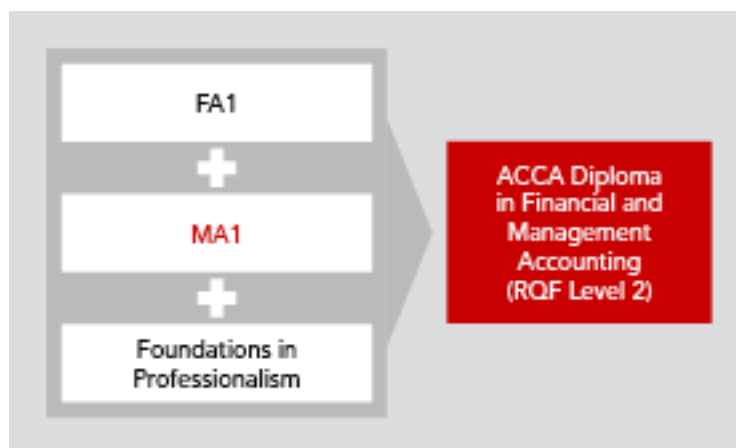 FA1
MA1
Foundations in
Professionalism
ACCA Diploma
in Financial and
Management
Accounting
(RQF Level 2)